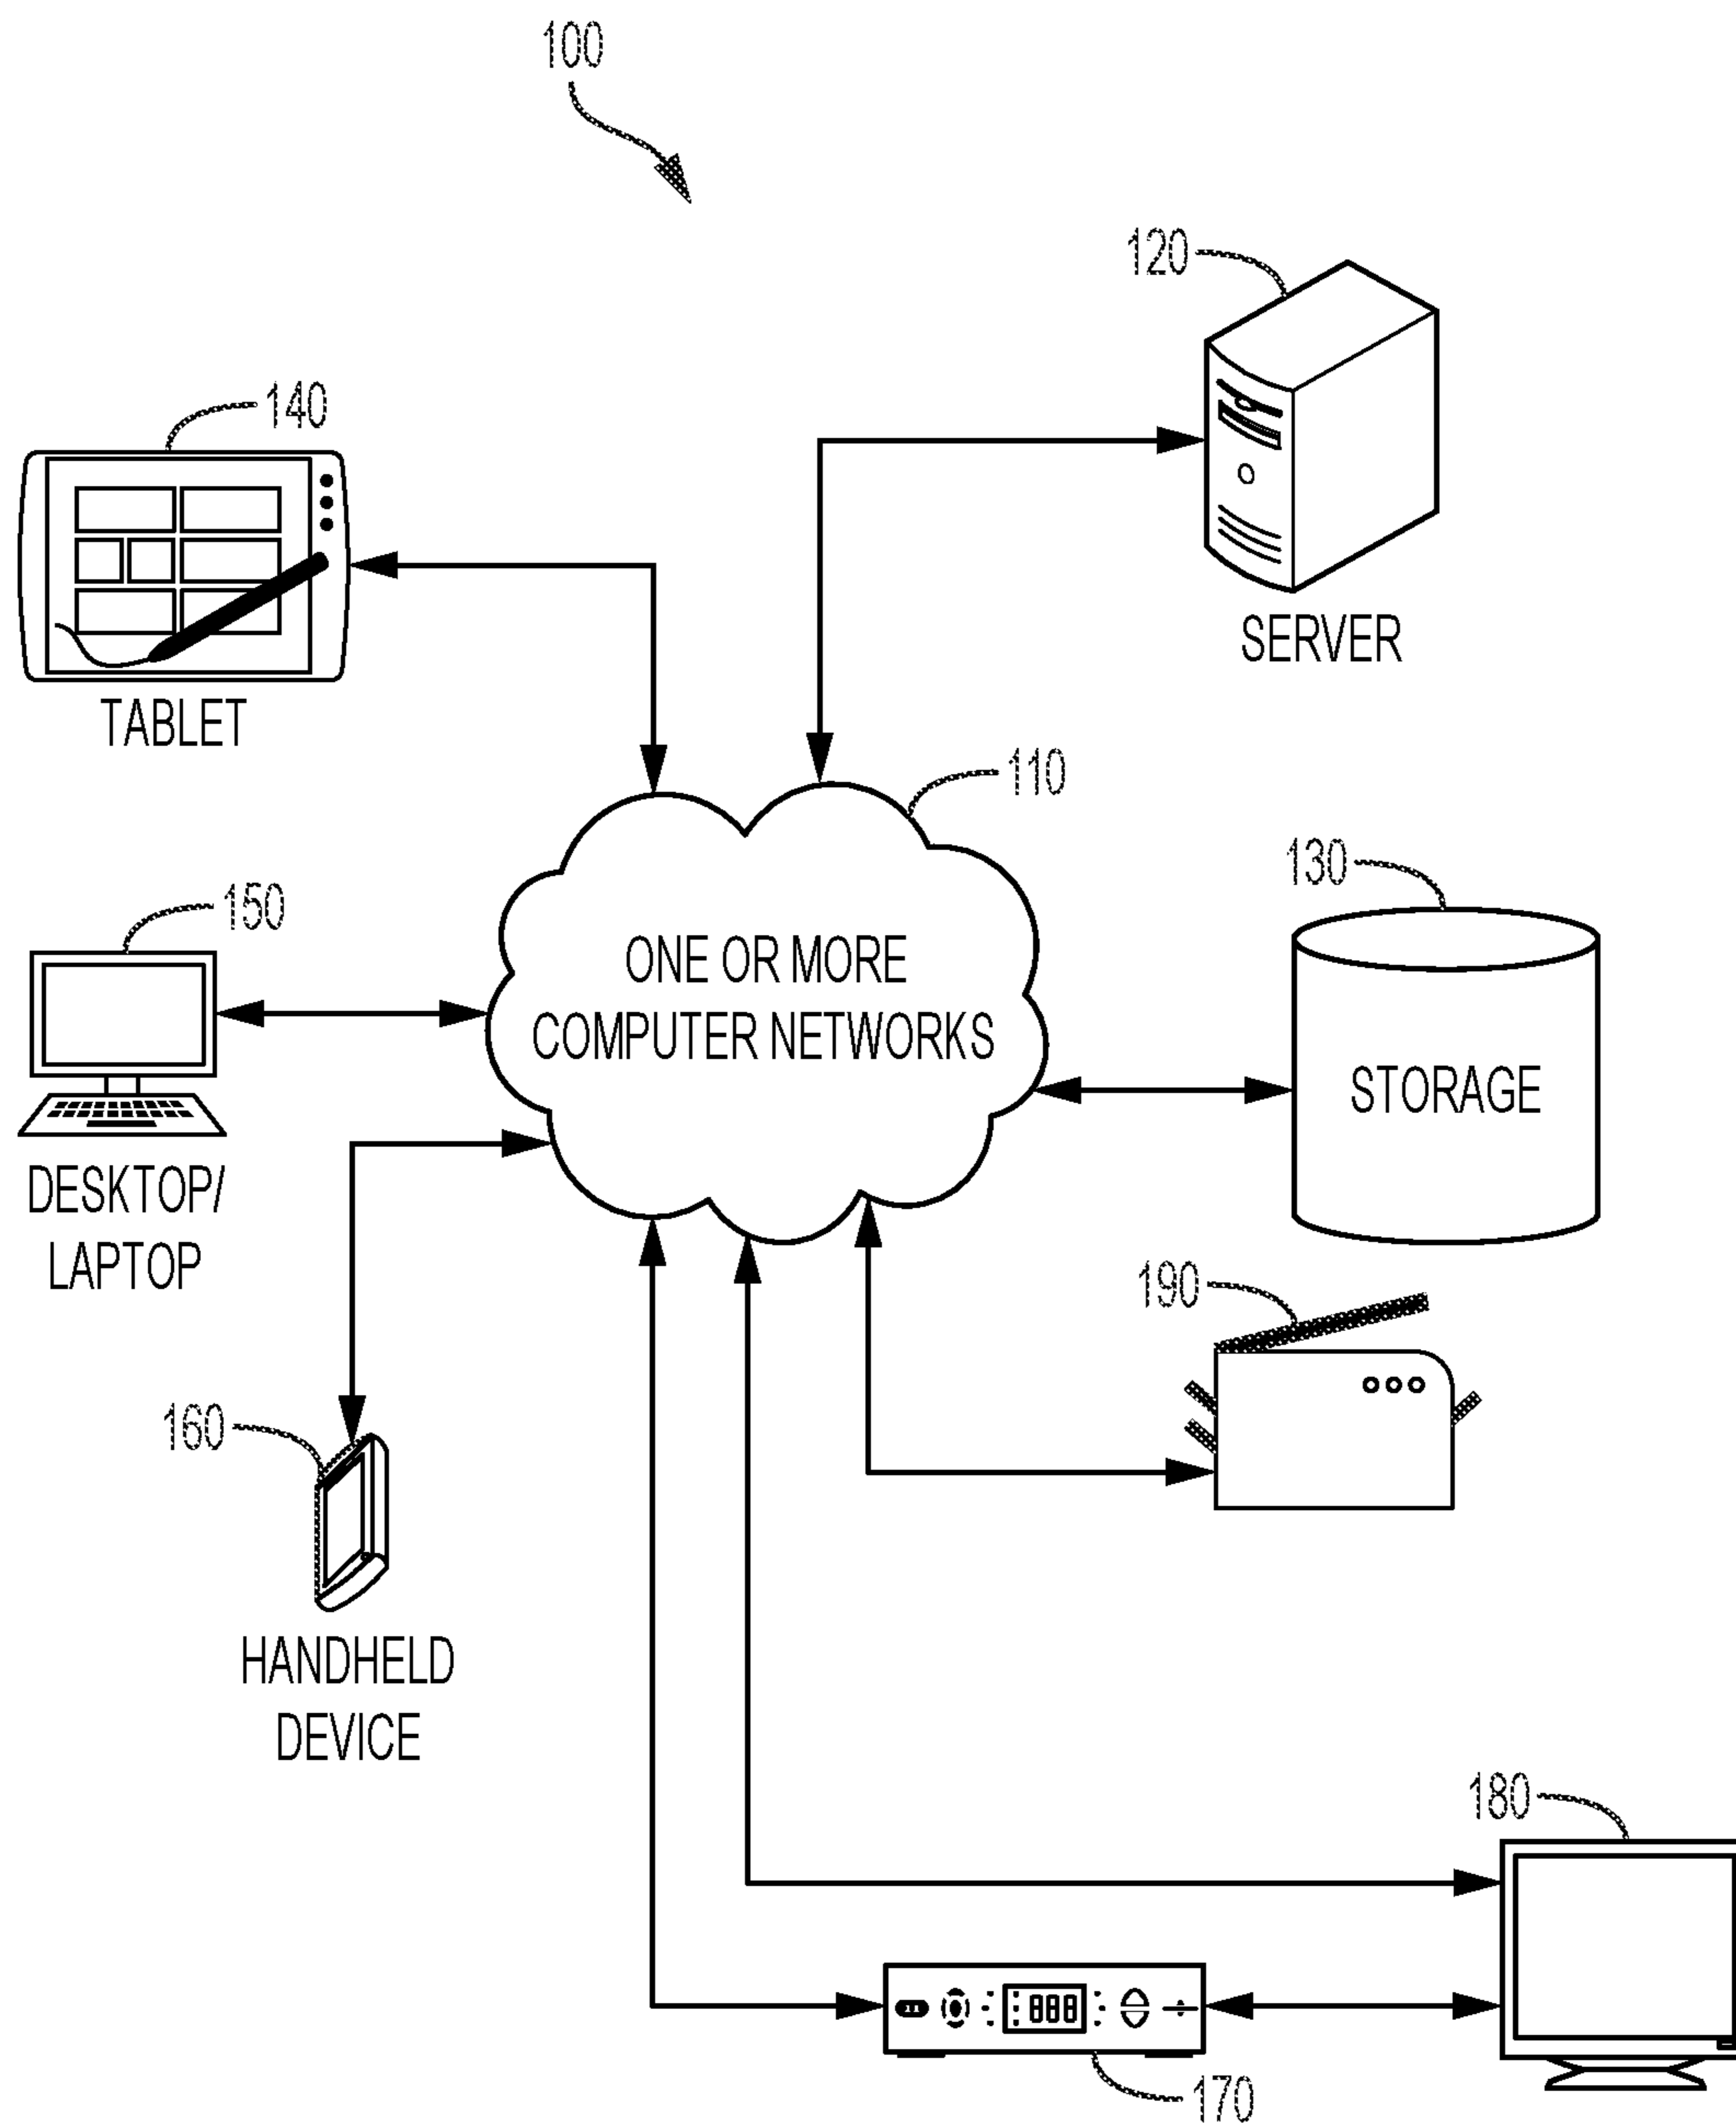 100
120
SERVER
140
TABLET
110
ONE OR MORE
COMPUTER NETWORKS
130
STORAGE
150
DESKTOP/
LAPTOP
190
160
HANDHELD
DEVICE
180
888
170